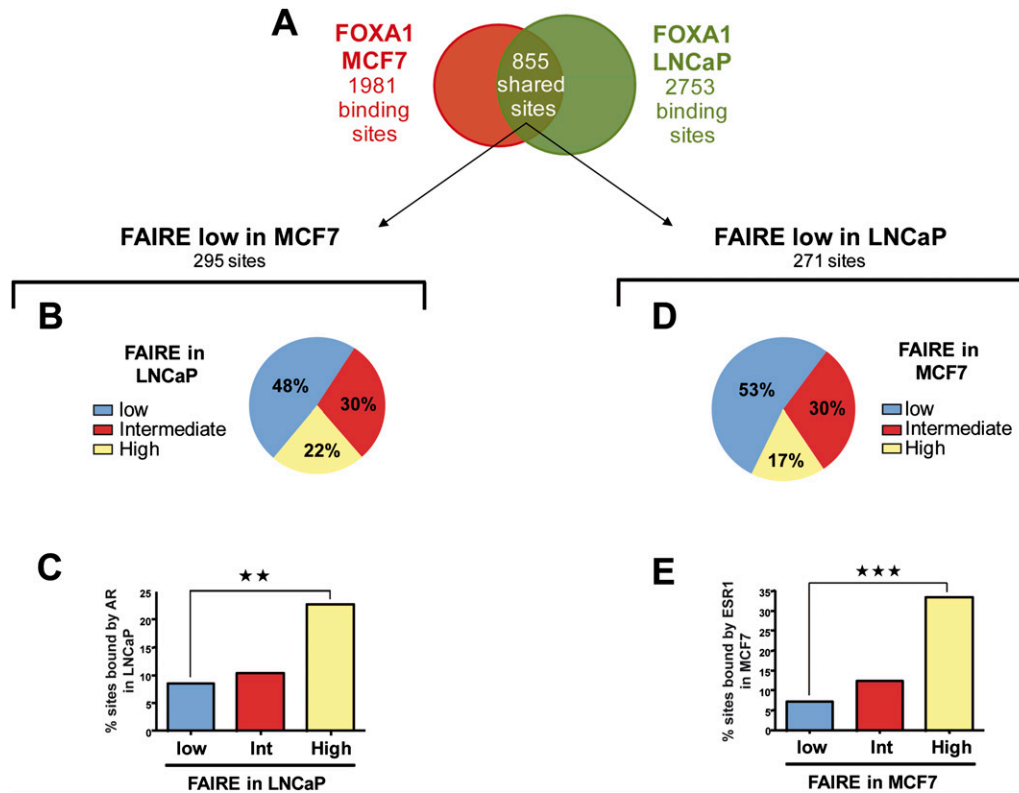 A
FOXA1
MCF7
1981
binding
sites
855
shared
sites
FOXA1
LNCaP
2753
binding
sites
FAIRE low in MCF7
295 sites
FAIRE low in LNCaP
271 sites
B
FAIRE in
LNCaP
low
Intermediate
High
48%
30%
22%
D
53%
30%
17%
FAIRE in
MCF7
low
Intermediate
High
C
★★
% sites bound by AR
in LNCaP
25
20
15
10
5
0
low Int High
FAIRE in LNCaP
E
★★★
% sites bound by ESR1
in MCF7
35
30
25
20
15
10
5
0
low Int High
FAIRE in MCF7